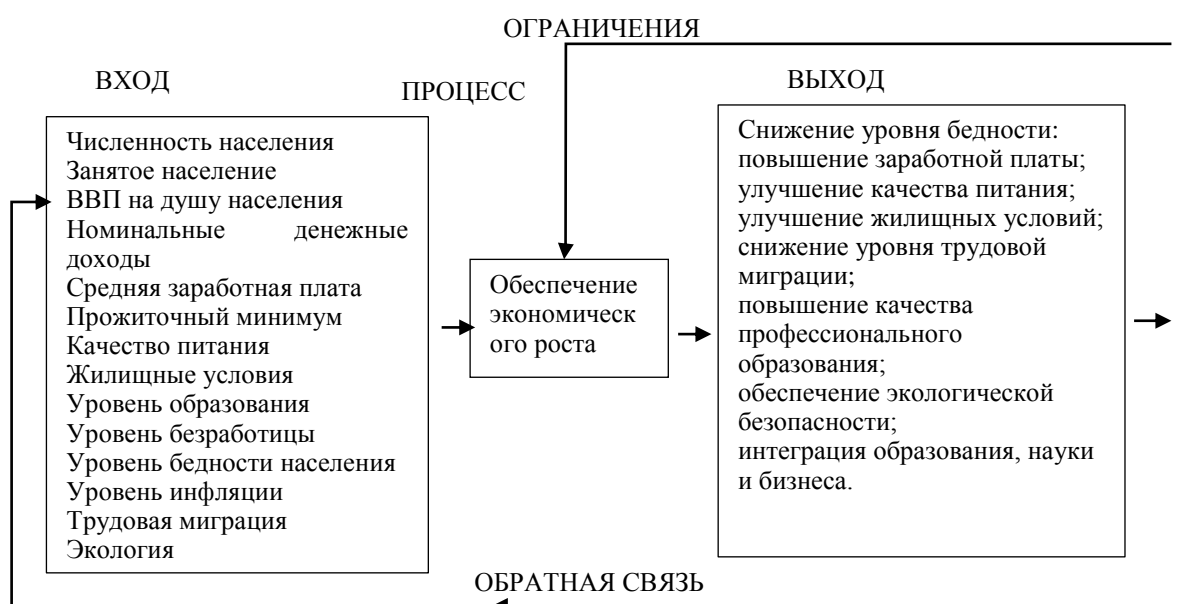 ОГРАНИЧЕНИЯ
ВХОД
ПРОЦЕСС
ВЫХОД
Численность населения
Занятое население
ВВП на душу населения
Номинальные денежные
доходы
Средняя заработная плата
Прожиточный минимум
Качество питания
Жилищные условия
Уровень образования
Уровень безработицы
Уровень бедности населения
Уровень инфляции
Трудовая миграция
Экология
Обеспечение
экономическ
ого роста
Снижение уровня бедности:
повышение заработной платы;
улучшение качества питания;
улучшение жилищных условий;
снижение уровня трудовой
миграции;
повышение качества
профессионального
образования;
обеспечение экологической
безопасности;
интеграция образования, науки
и бизнеса.
ОБРАТНАЯ СВЯЗЬ